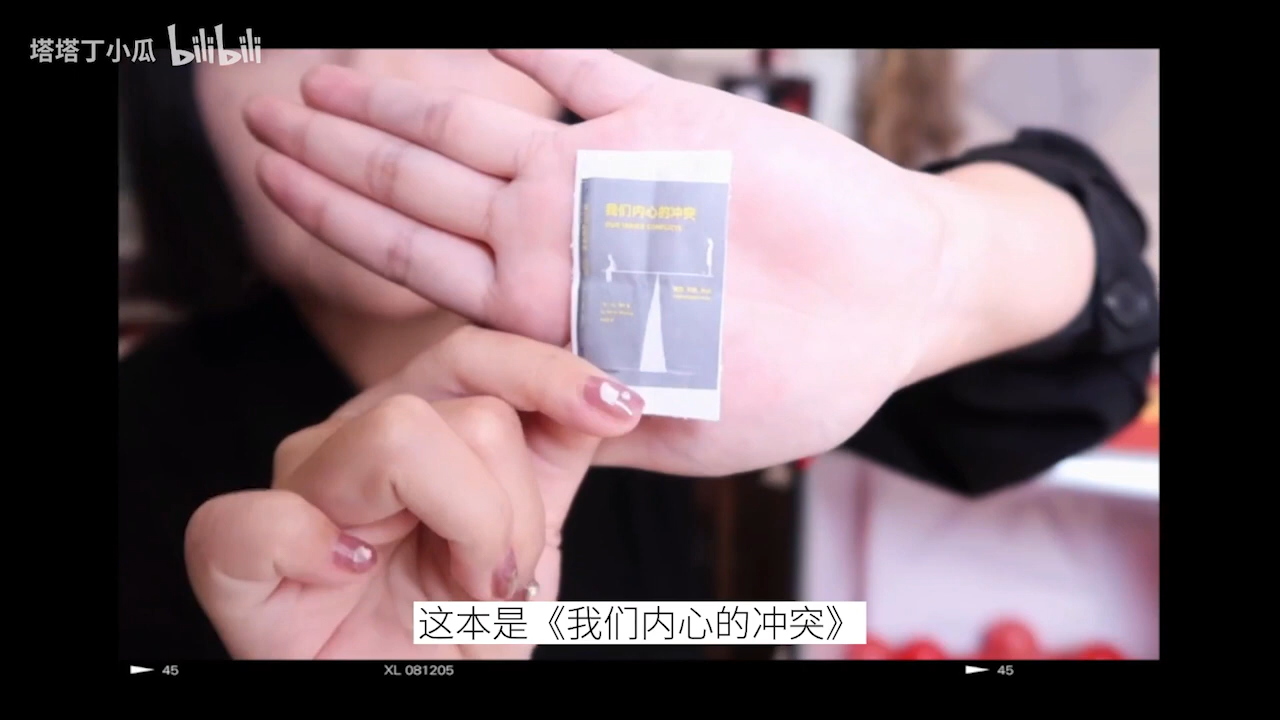 塔塔丁小瓜 bilibili
我们内心的冲突
OUR INNER CONFLICTS
这本是《我们内心的冲突》
45
XL 081205
45